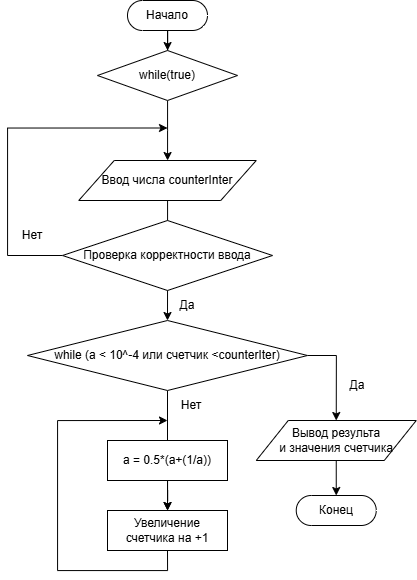 Начало
while(true)
Ввод числа counterInter
Нет
Проверка корректности ввода
Да
while (a < 10^-4 или счетчик <counterIter)
Да
Нет
Вывод результа
и значения счетчика
a = 0.5*(a+(1/a))
Увеличение
счетчика на +1
Конец